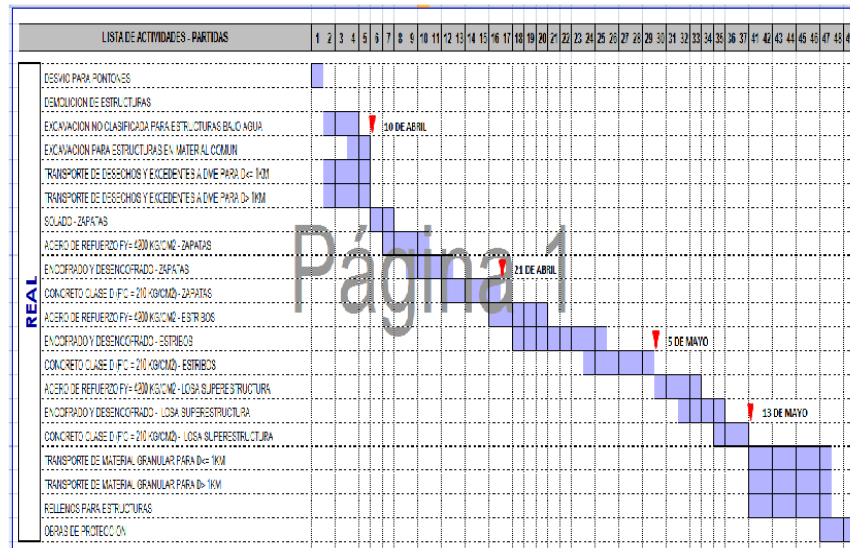 LISTA DE ACTIVIDADES - PARTIDAS 1 2 3 4 5 6 7 8 9 10 11 12 13 14 15 16 17 18 19 20 21 22 23 24 25 26 27 28 29 30 31 32 33 34 35 36 37 41 42 43 44 45 46 47 48
REAL
DESVIO PARA PONTONES
DEMOLICION DE ESTRUCTURAS
EXCAVACION NO CLASIFICADA PARA ESTRUCTURAS BAJO AGUA
10 DE ABRIL
EXCAVACION PARA ESTRUCTURAS EN MATERIAL COMUN
TRANSPORTE DE DESECHOS Y EXCEDENTES A DME PARA D<= 1KM
TRANSPORTE DE DESECHOS Y EXCEDENTES A DME PARA D> 1KM
SOLADO - ZAPATAS
ACERO DE REFUERZO FY= 4200 KG/CM2 - ZAPATAS
Página 1
ENCOFRADO Y DESENCOFRADO - ZAPATAS
21 DE ABRIL
CONCRETO CLASE D (F'C = 210 KG/CM2) - ZAPATAS
ACERO DE REFUERZO FY= 4200 KG/CM2 - ESTRIBOS
ENCOFRADO Y DESENCOFRADO - ESTRIBOS
5 DE MAYO
CONCRETO CLASE D (F'C = 210 KG/CM2) - ESTRIBOS
ACERO DE REFUERZO FY= 4200 KG/CM2 - LOSA SUPERESTRUCTURA
ENCOFRADO Y DESENCOFRADO - LOSA SUPERESTRUCTURA
13 DE MAYO
CONCRETO CLASE D (F'C = 210 KG/CM2) - LOSA SUPERESTRUCTURA
TRANSPORTE DE MATERIAL GRANULAR PARA D<= 1KM
TRANSPORTE DE MATERIAL GRANULAR PARA D> 1KM
RELLENOS PARA ESTRUCTURAS
OBRAS DE PROTECCION